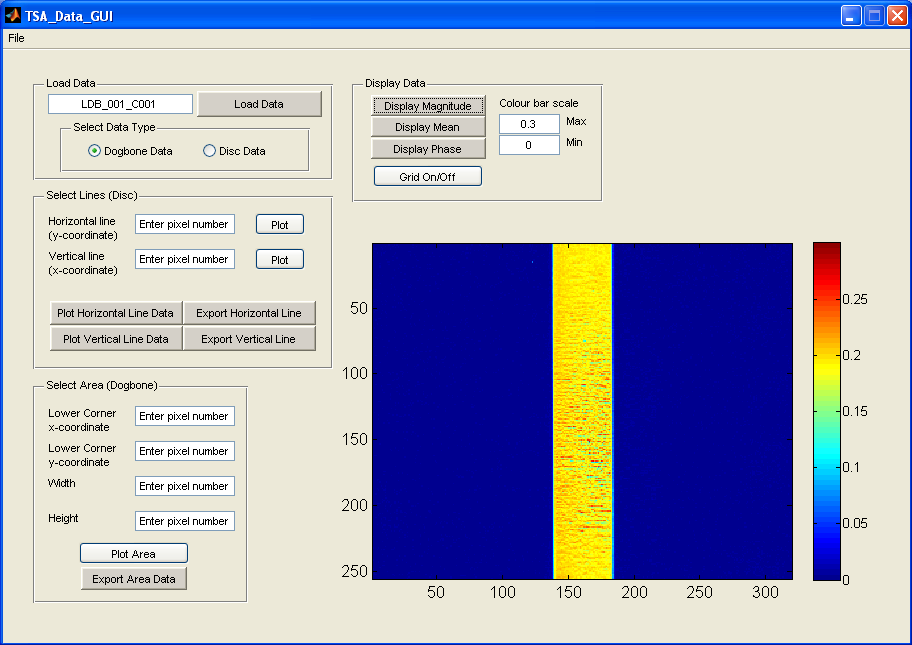 TSA_Data_GUI
File
Load Data
LDB_001_C001
Load Data
Select Data Type
Dogbone Data
Disc Data
Display Data
Display Magnitude
Display Mean
Display Phase
Grid On/Off
Colour bar scale
0.3 Max
0 Min
Select Lines (Disc)
Horizontal line
(y-coordinate)
Enter pixel number
Plot
Vertical line
(x-coordinate)
Enter pixel number
Plot
Plot Horizontal Line Data
Export Horizontal Line
Plot Vertical Line Data
Export Vertical Line
Select Area (Dogbone)
Lower Corner
x-coordinate
Enter pixel number
Lower Corner
y-coordinate
Enter pixel number
Width
Enter pixel number
Height
Enter pixel number
Plot Area
Export Area Data
50
100
150
200
250
50 100 150 200 250 300
0.25
0.2
0.15
0.1
0.05
0